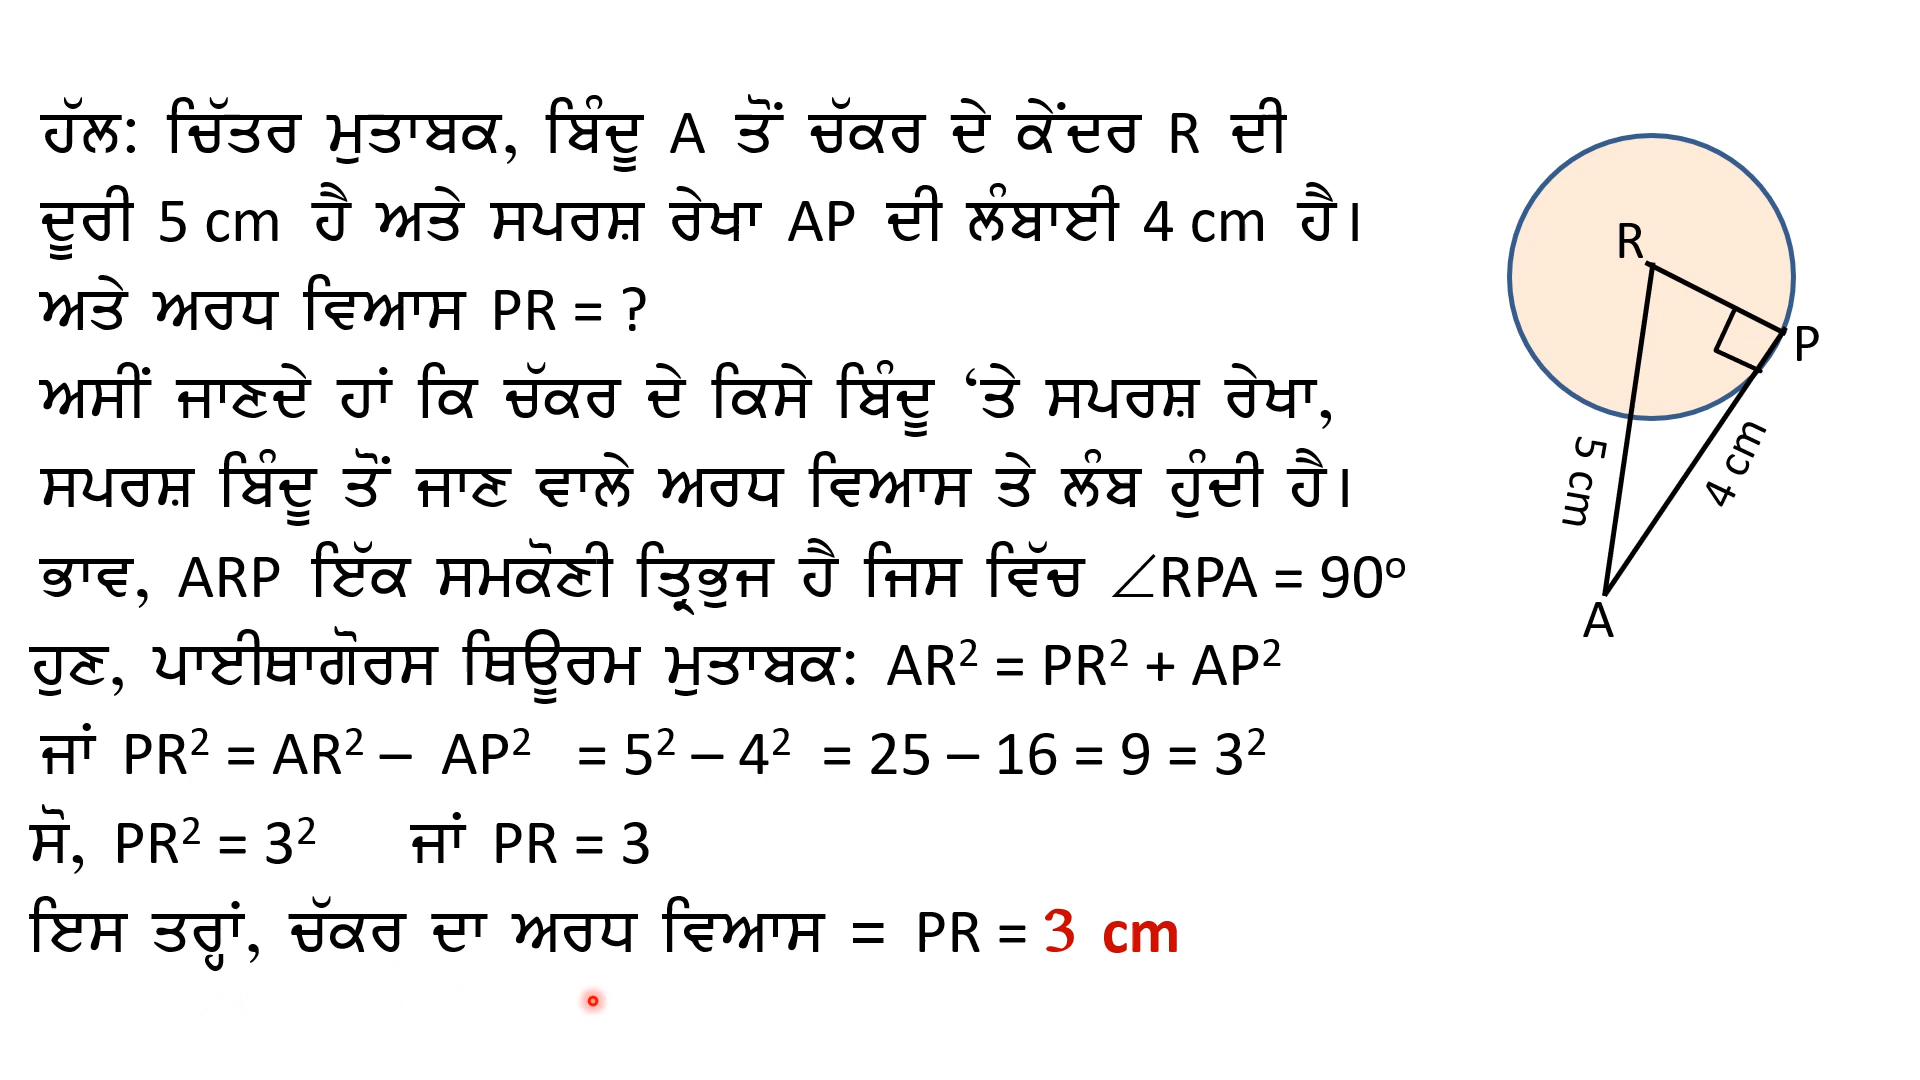 ਹੱਲ: ਚਿੱਤਰ ਮੁਤਾਬਕ, ਬਿੰਦੂ A ਤੋਂ ਚੱਕਰ ਦੇ ਕੇਂਦਰ R ਦੀ
ਦੂਰੀ 5 cm ਹੈ ਅਤੇ ਸਪਰਸ਼ ਰੇਖਾ AP ਦੀ ਲੰਬਾਈ 4 cm ਹੈ।
ਅਤੇ ਅਰਧ ਵਿਆਸ PR = ?
ਅਸੀਂ ਜਾਣਦੇ ਹਾਂ ਕਿ ਚੱਕਰ ਦੇ ਕਿਸੇ ਬਿੰਦੂ ‘ਤੇ ਸਪਰਸ਼ ਰੇਖਾ,
ਸਪਰਸ਼ ਬਿੰਦੂ ਤੋਂ ਜਾਣ ਵਾਲੇ ਅਰਧ ਵਿਆਸ ਤੇ ਲੰਬ ਹੁੰਦੀ ਹੈ।
ਭਾਵ, ARP ਇੱਕ ਸਮਕੋਣੀ ਤ੍ਰਿਭੁਜ ਹੈ ਜਿਸ ਵਿੱਚ ∠RPA = 90º
ਹੁਣ, ਪਾਈਥਾਗੋਰਸ ਥਿਊਰਮ ਮੁਤਾਬਕ: AR² = PR² + AP²
ਜਾਂ PR² = AR² – AP² = 5² – 4² = 25 – 16 = 9 = 3²
ਸੋ, PR² = 3² ਜਾਂ PR = 3
ਇਸ ਤਰ੍ਹਾਂ, ਚੱਕਰ ਦਾ ਅਰਧ ਵਿਆਸ = PR = 3 cm
R
P
5 cm
4 cm
A